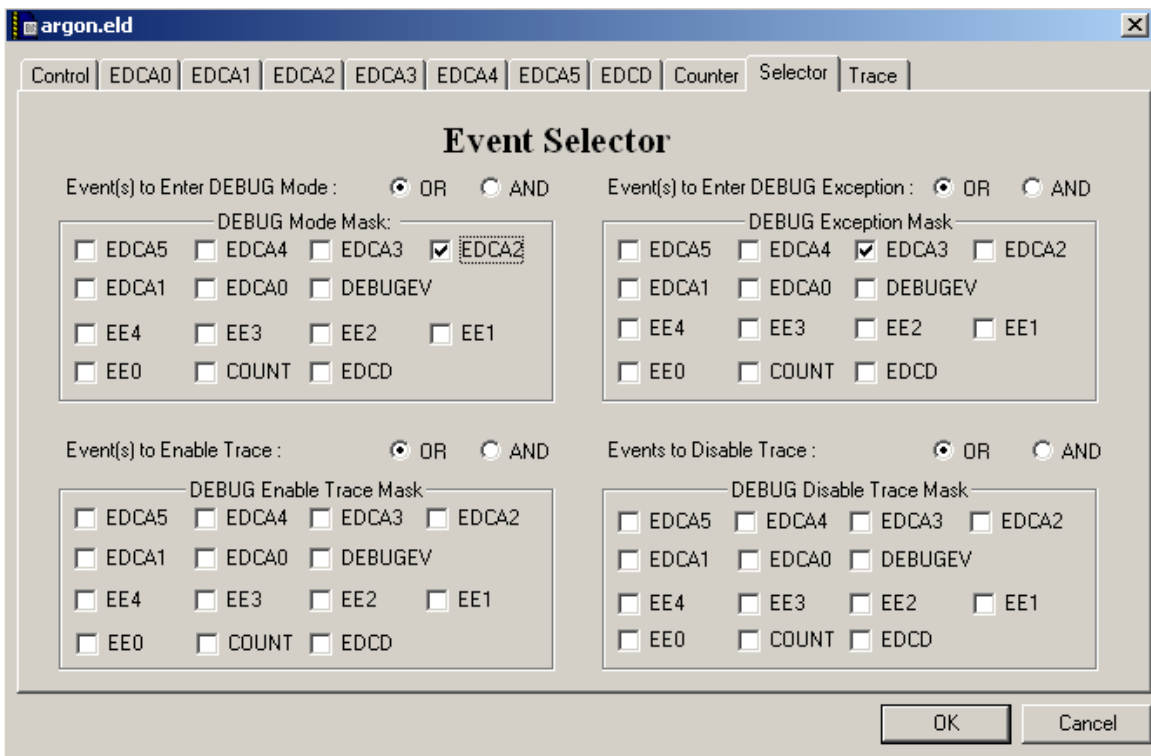 argon.eld
Control EDCA0 EDCA1 EDCA2 EDCA3 EDCA4 EDCA5 EDCD Counter Selector Trace
Event Selector
Event(s) to Enter DEBUG Mode : OR AND
DEBUG Mode Mask:
EDCA5 EDCA4 EDCA3 EDCA2
EDCA1 EDCA0 DEBUGEV
EE4 EE3 EE2 EE1
EE0 COUNT EDCD
Event(s) to Enter DEBUG Exception : OR AND
DEBUG Exception Mask
EDCA5 EDCA4 EDCA3 EDCA2
EDCA1 EDCA0 DEBUGEV
EE4 EE3 EE2 EE1
EE0 COUNT EDCD
Event(s) to Enable Trace : OR AND
DEBUG Enable Trace Mask
EDCA5 EDCA4 EDCA3 EDCA2
EDCA1 EDCA0 DEBUGEV
EE4 EE3 EE2 EE1
EE0 COUNT EDCD
Events to Disable Trace : OR AND
DEBUG Disable Trace Mask
EDCA5 EDCA4 EDCA3 EDCA2
EDCA1 EDCA0 DEBUGEV
EE4 EE3 EE2 EE1
EE0 COUNT EDCD
OK Cancel